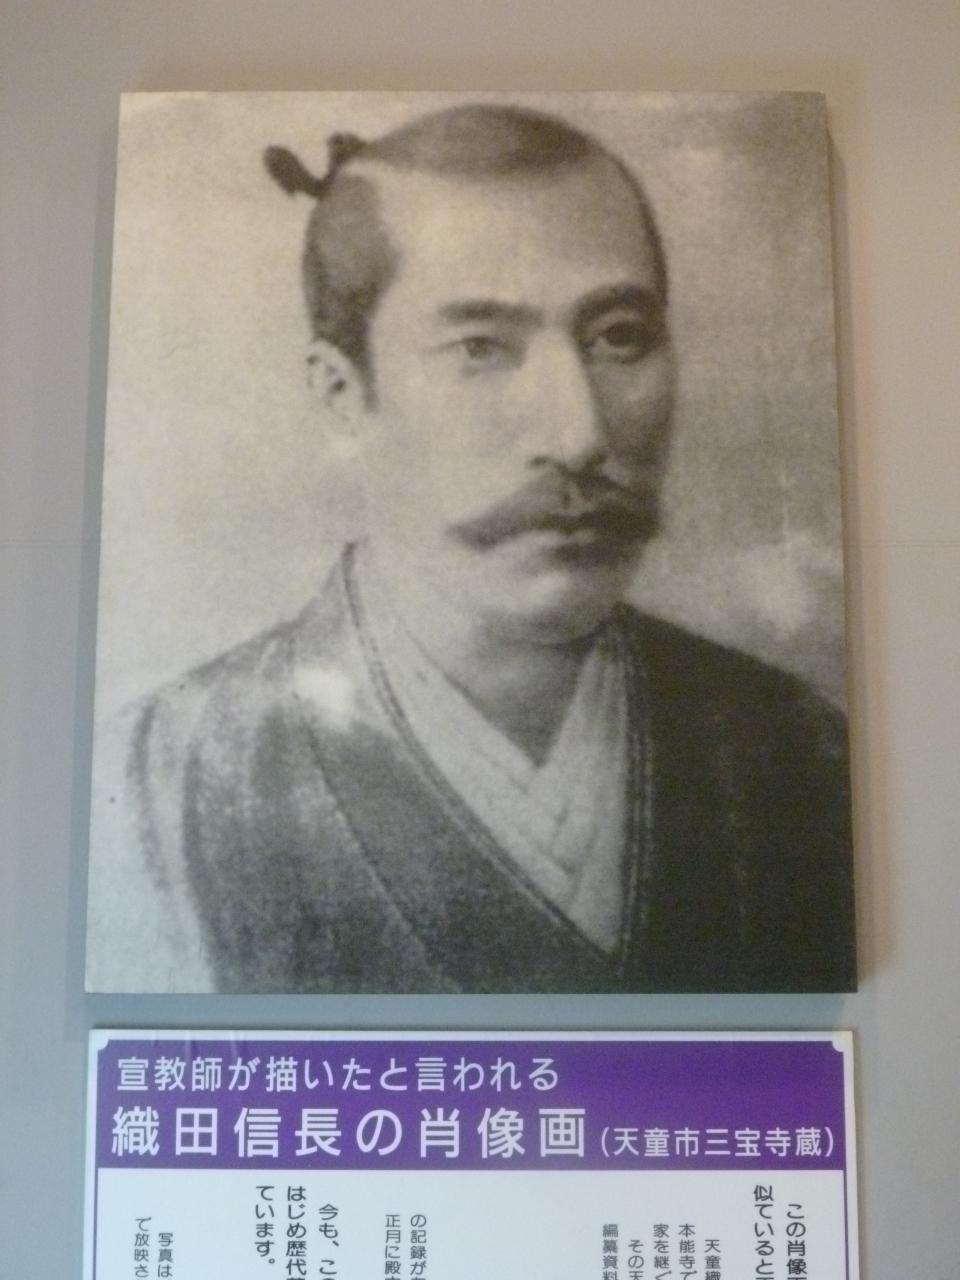 宣教師が描いたと言われる
織田信長の肖像画(天童市三宝寺蔵)
この肖像
似ていると
天童織
本能寺で
家を継ぐ
その天
編纂資料
の記録が
正月に殿
今も、こ
はじめ歴代
ています。
写真は
で放映さ